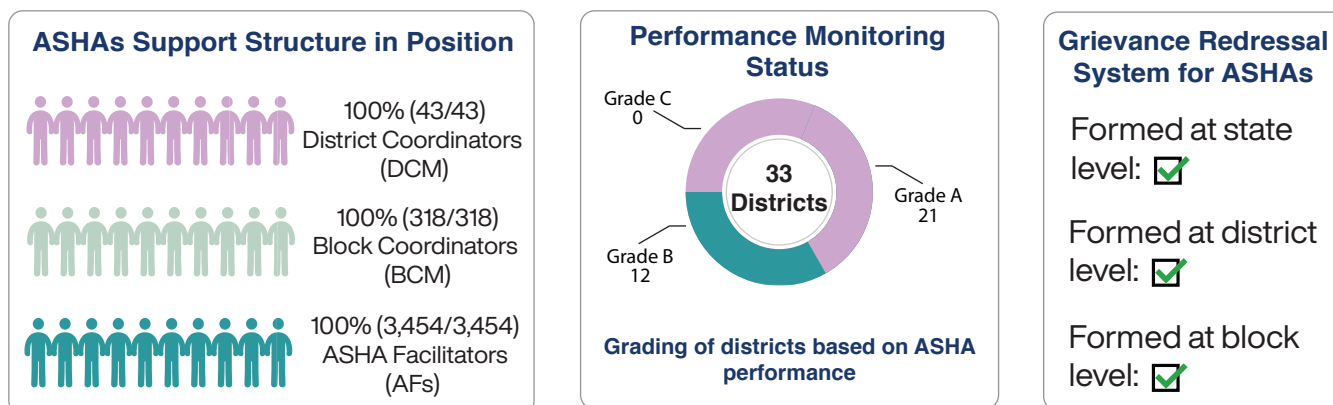 ASHAs Support Structure in Position
100% (43/43)
District Coordinators
(DCM)
100% (318/318)
Block Coordinators
(BCM)
100% (3,454/3,454)
ASHA Facilitators
(AFs)
Performance Monitoring
Status
Grade C
0
33
Districts
Grade A
21
Grade B
12
Grading of districts based on ASHA
performance
Grievance Redressal
System for ASHAs
Formed at state
level:
Formed at district
level:
Formed at block
level: